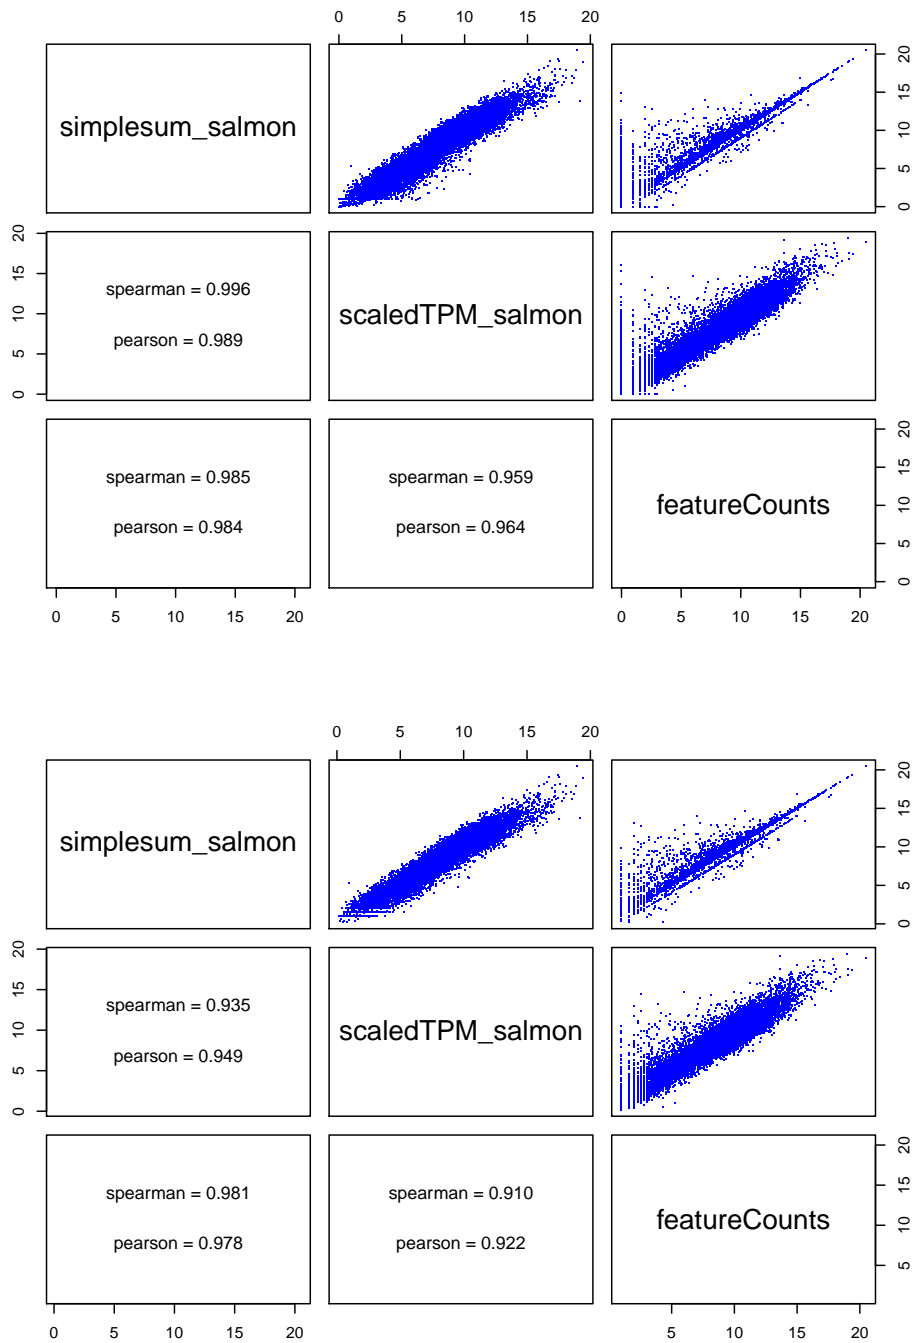 0 5 10 15 20
simplesum_salmon
0 5 10 15 20
0 5 10 15 20
spearman = 0.996
pearson = 0.989
scaledTPM_salmon
spearman = 0.985
pearson = 0.984
spearman = 0.959
pearson = 0.964
featureCounts
0 5 10 15 20
0 5 10 15 20
0 5 10 15 20
0 5 10 15 20
simplesum_salmon
0 5 10 15 20
0 5 10 15 20
spearman = 0.935
pearson = 0.949
scaledTPM_salmon
spearman = 0.981
pearson = 0.978
spearman = 0.910
pearson = 0.922
featureCounts
5 10 15 20
0 5 10 15 20
5 10 15 20